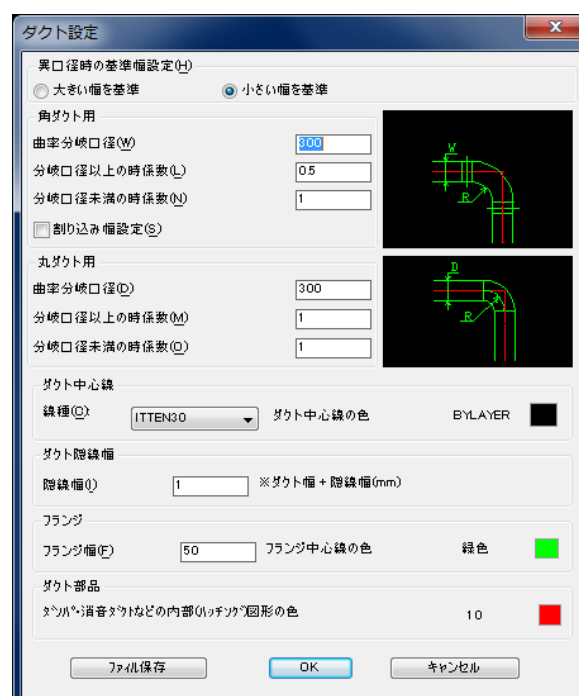 ダクト設定
異口径時の基準幅設定(H)
大きい幅を基準 小さい幅を基準
角ダクト用
曲率分岐口径(W) 300
分岐口径以上の時係数(L) 0.5
分岐口径未満の時係数(N) 1
割り込み幅設定(S)
W
R
丸ダクト用
曲率分岐口径(D) 300
分岐口径以上の時係数(M) 1
分岐口径未満の時係数(O) 1
D
R
ダクト中心線
線種(C): ITTEN30 ダクト中心線の色 BYLAYER
ダクト隠線幅
隠線幅(I) 1 ※ダクト幅 + 隠線幅(mm)
フランジ
フランジ幅(F) 50 フランジ中心線の色 緑色
ダクト部品
ﾀﾞﾝﾊﾟ・消音ﾀﾞｸﾄなどの内部(ﾊｯﾁﾝｸﾞ)図形の色 10
ファイル保存 OK キャンセル